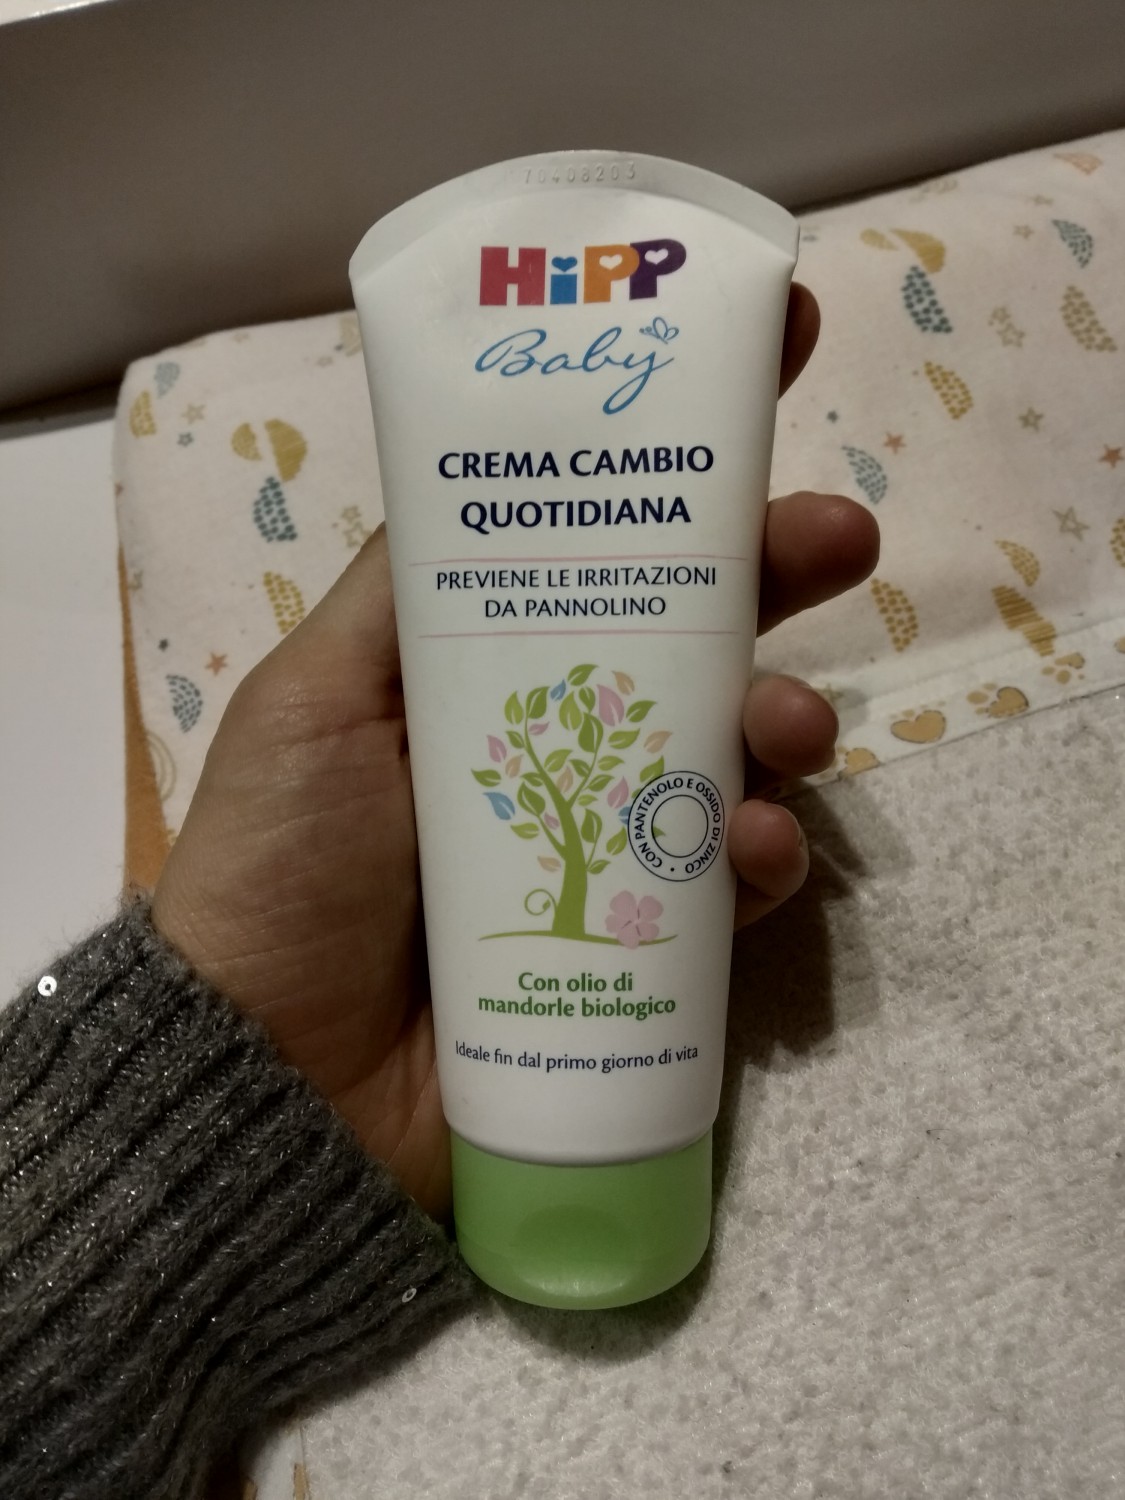 70408203
HiPP
Baby
CREMA CAMBIO
QUOTIDIANA
PREVIENE LE IRRITAZIONI
DA PANNOLINO
• CON PANTENOLO E OSSIDO DI ZINCO
Con olio di
mandorle biologico
Ideale fin dal primo giorno di vita